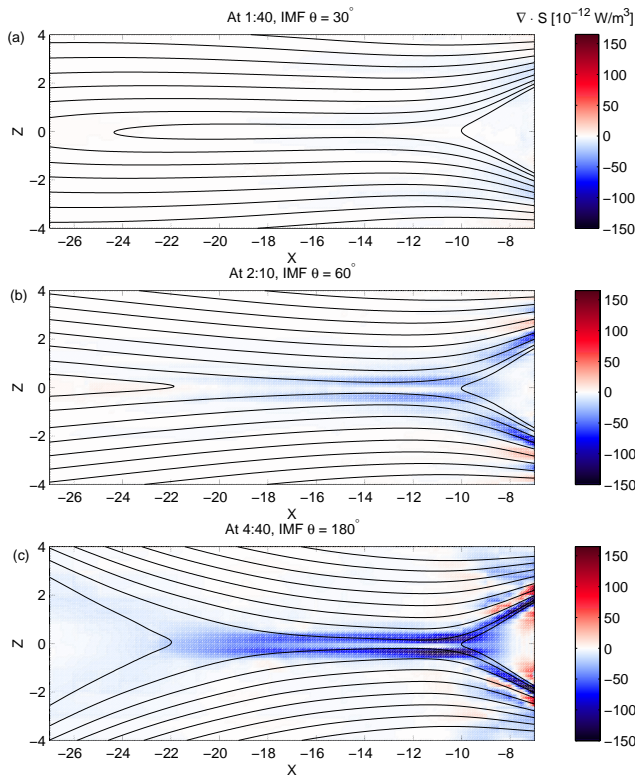 At 1:40, IMF θ = 30° ∇ · S [10⁻¹² W/m³]
(a)
4
2
0
−2
−4
Z
−26 −24 −22 −20 −18 −16 −14 −12 −10 −8
X
150
100
50
0
−50
−100
−150
At 2:10, IMF θ = 60°
(b)
4
2
0
−2
−4
Z
−26 −24 −22 −20 −18 −16 −14 −12 −10 −8
X
150
100
50
0
−50
−100
−150
At 4:40, IMF θ = 180°
(c)
4
2
0
−2
−4
Z
−26 −24 −22 −20 −18 −16 −14 −12 −10 −8
X
150
100
50
0
−50
−100
−150